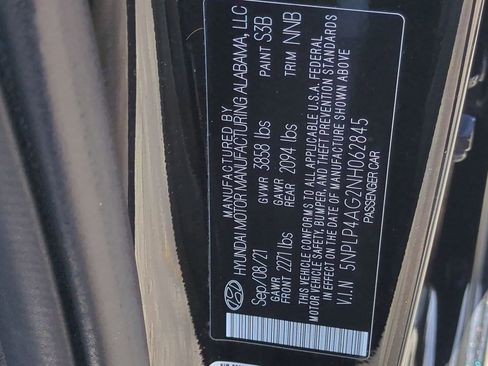 MANUFACTURED BY
HYUNDAI MOTOR MANUFACTURING ALABAMA, LLC
Sep/08/21 GVWR 3858 lbs PAINT S3B
GAWR FRONT 2271 lbs GAWR REAR 2094 lbs TRIM NNB
THIS VEHICLE CONFORMS TO ALL APPLICABLE U.S.A. FEDERAL
MOTOR VEHICLE SAFETY, BUMPER, AND THEFT PREVENTION STANDARDS
IN EFFECT ON THE DATE OF MANUFACTURE SHOWN ABOVE
V.I.N 5NPLP4AG2NH062845
PASSENGER CAR